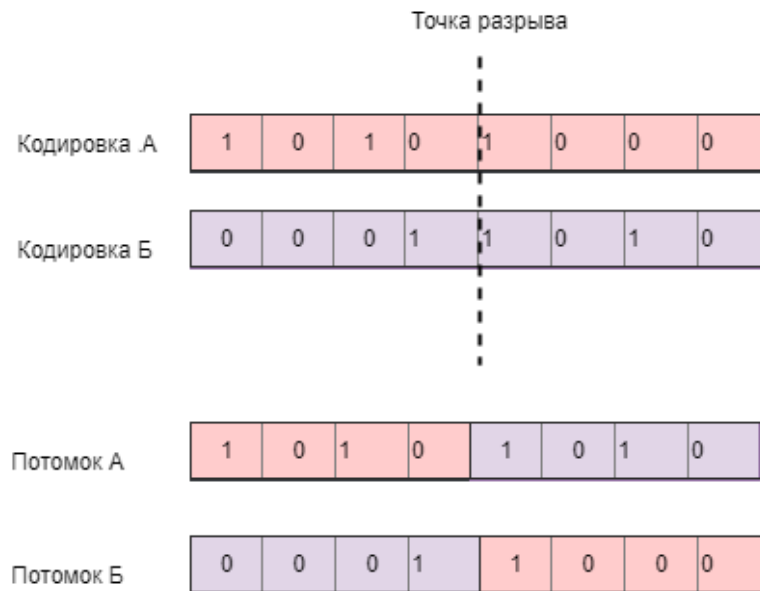 Точка разрыва
Кодировка .А 1 0 1 0 1 0 0 0
Кодировка Б 0 0 0 1 1 0 1 0
Потомок А 1 0 1 0 1 0 1 0
Потомок Б 0 0 0 1 1 0 0 0